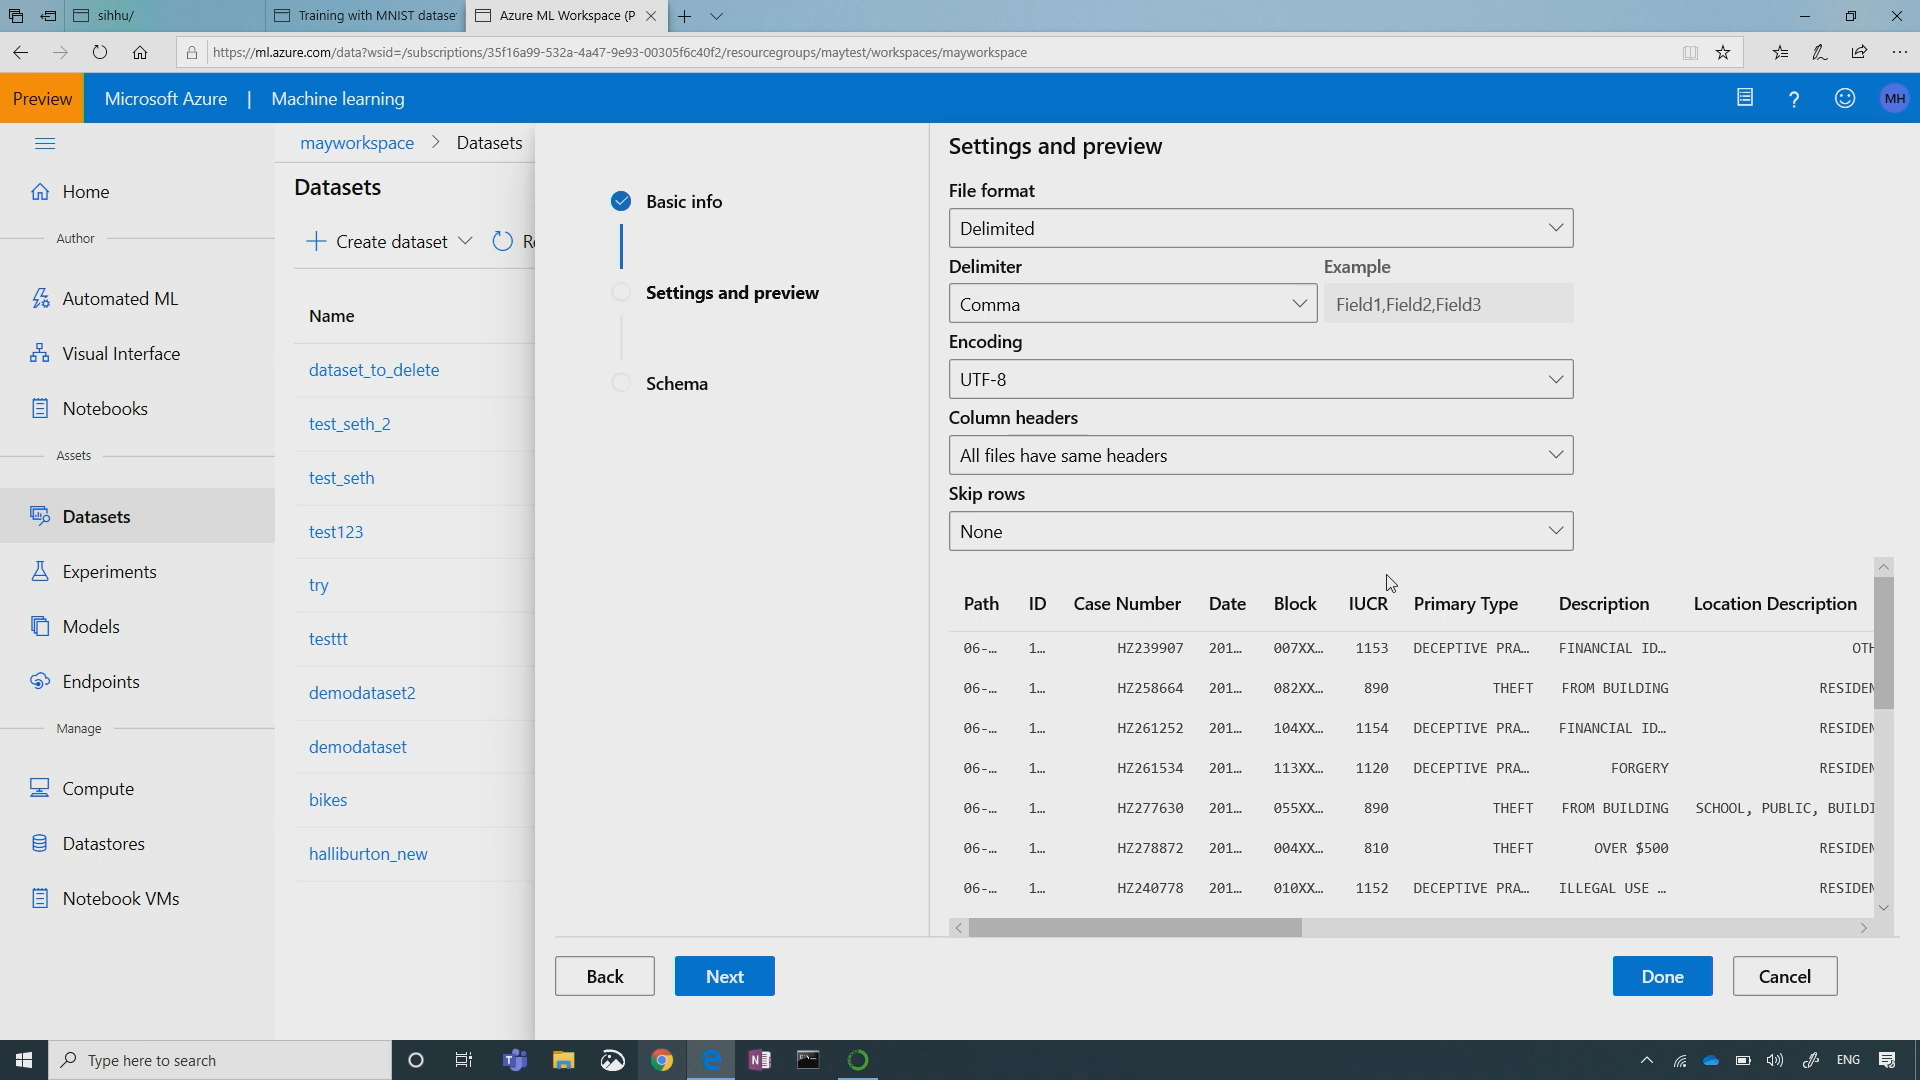 sihhu/
Training with MNIST datase
Azure ML Workspace (P
https://ml.azure.com/data?wsid=/subscriptions/35f16a99-532a-4a47-9e93-00305f6c40f2/resourcegroups/maytest/workspaces/mayworkspace
Preview
Microsoft Azure | Machine learning
?
MH
Home
Author
Automated ML
Visual Interface
Notebooks
Assets
Datasets
Experiments
Models
Endpoints
Manage
Compute
Datastores
Notebook VMs
mayworkspace > Datasets
Datasets
Create dataset
Re
Name
dataset_to_delete
test_seth_2
test_seth
test123
try
testtt
demodataset2
demodataset
bikes
halliburton_new
Basic info
Settings and preview
Schema
Settings and preview
File format
Delimited
Delimiter Example
Comma Field1,Field2,Field3
Encoding
UTF-8
Column headers
All files have same headers
Skip rows
None
Path ID Case Number Date Block IUCR Primary Type Description Location Description
06-… 1… HZ239907 201… 007XX… 1153 DECEPTIVE PRA… FINANCIAL ID… OTH
06-… 1… HZ258664 201… 082XX… 890 THEFT FROM BUILDING RESIDEN
06-… 1… HZ261252 201… 104XX… 1154 DECEPTIVE PRA… FINANCIAL ID… RESIDEN
06-… 1… HZ261534 201… 113XX… 1120 DECEPTIVE PRA… FORGERY RESIDEN
06-… 1… HZ277630 201… 055XX… 890 THEFT FROM BUILDING SCHOOL, PUBLIC, BUILDI
06-… 1… HZ278872 201… 004XX… 810 THEFT OVER $500 RESIDEN
06-… 1… HZ240778 201… 010XX… 1152 DECEPTIVE PRA… ILLEGAL USE … RESIDEN
Back Next Done Cancel
Type here to search
ENG